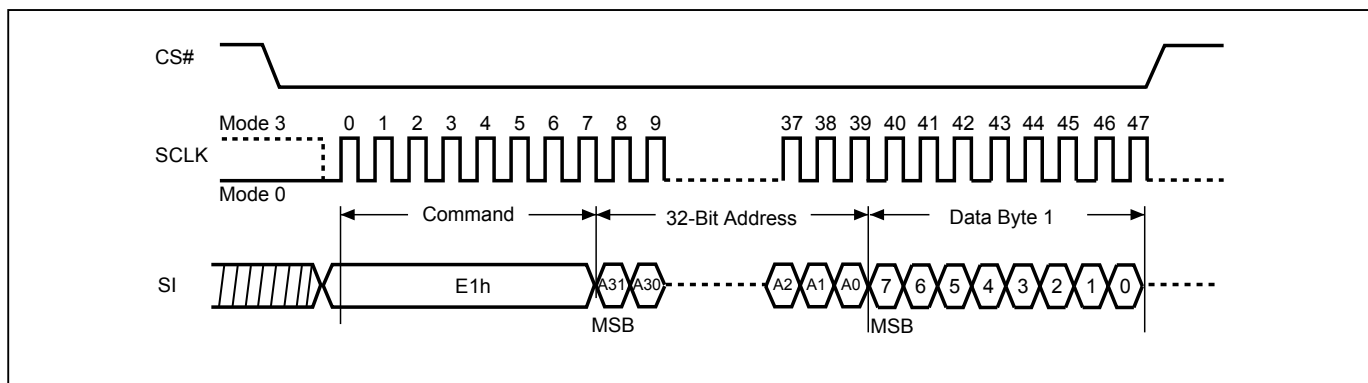 CS#
Mode 3 0 1 2 3 4 5 6 7 8 9 37 38 39 40 41 42 43 44 45 46 47
SCLK
Mode 0
Command 32-Bit Address Data Byte 1
SI E1h A31 A30 A2 A1 A0 7 6 5 4 3 2 1 0
MSB MSB